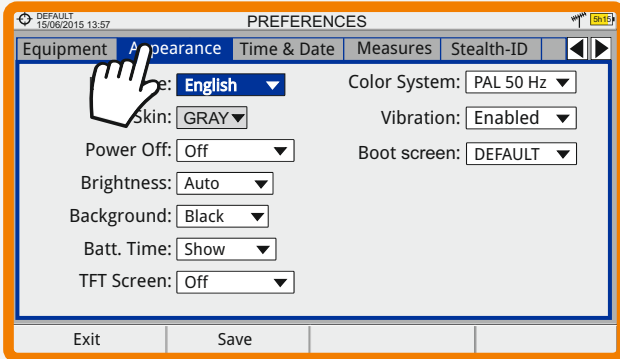 DEFAULT
15/06/2015 13:57
PREFERENCES
5h15
Equipment Appearance Time & Date Measures Stealth-ID
English
Color System: PAL 50 Hz
Skin: GRAY
Vibration: Enabled
Power Off: Off
Boot screen: DEFAULT
Brightness: Auto
Background: Black
Batt. Time: Show
TFT Screen: Off
Exit Save